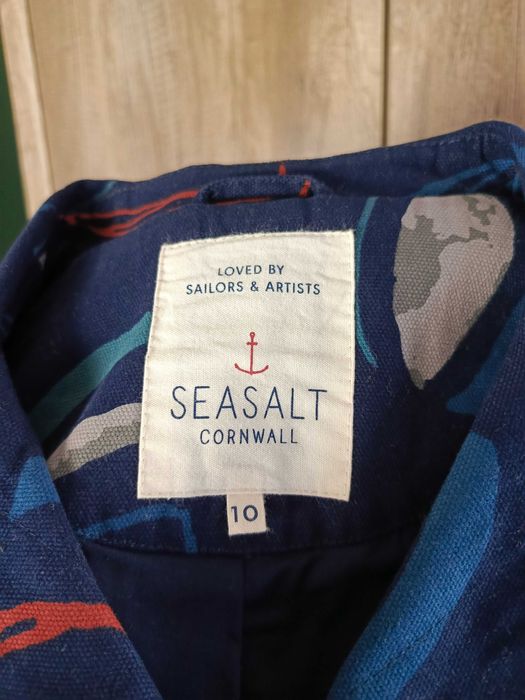 LOVED BY
SAILORS & ARTISTS
SEASALT
CORNWALL
10